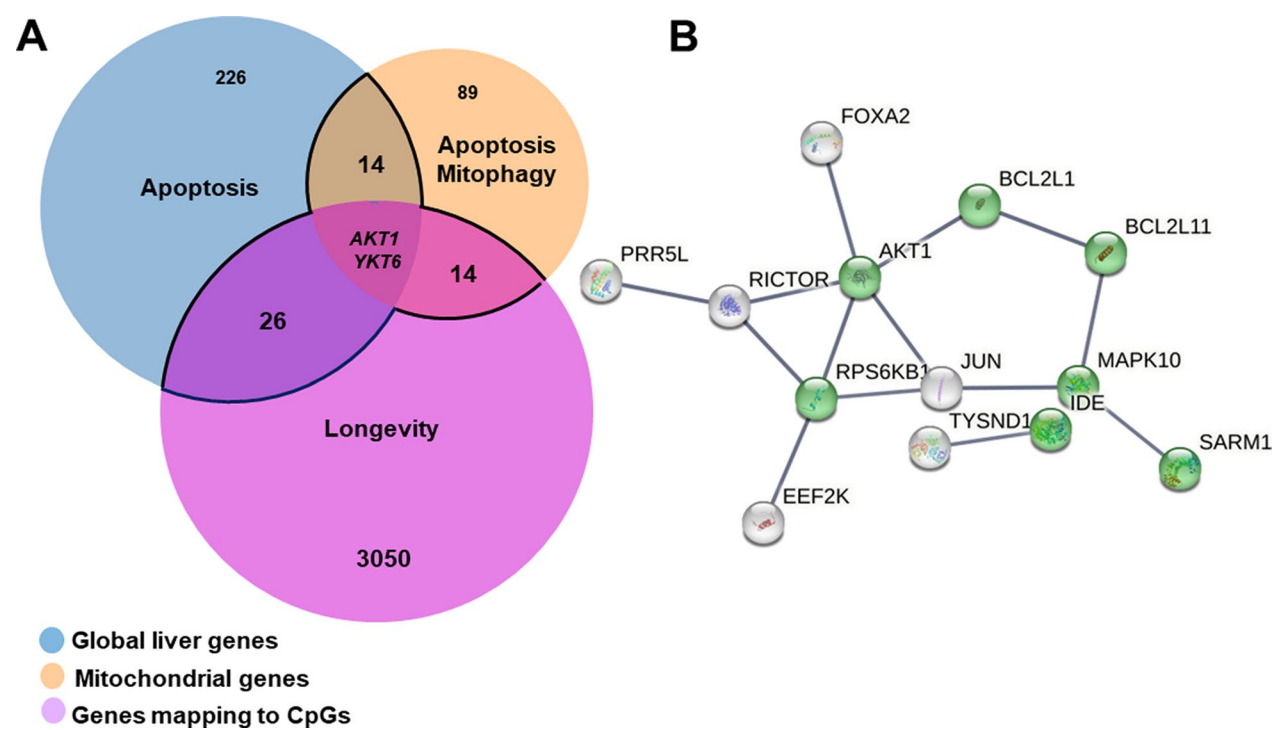 A
226
89
Apoptosis
Mitophagy
14
Apoptosis
AKT1
YKT6
14
26
Longevity
3050
Global liver genes
Mitochondrial genes
Genes mapping to CpGs
B
FOXA2
BCL2L1
BCL2L11
AKT1
PRR5L
RICTOR
RPS6KB1
JUN
MAPK10
IDE
TYSND1
SARM1
EEF2K